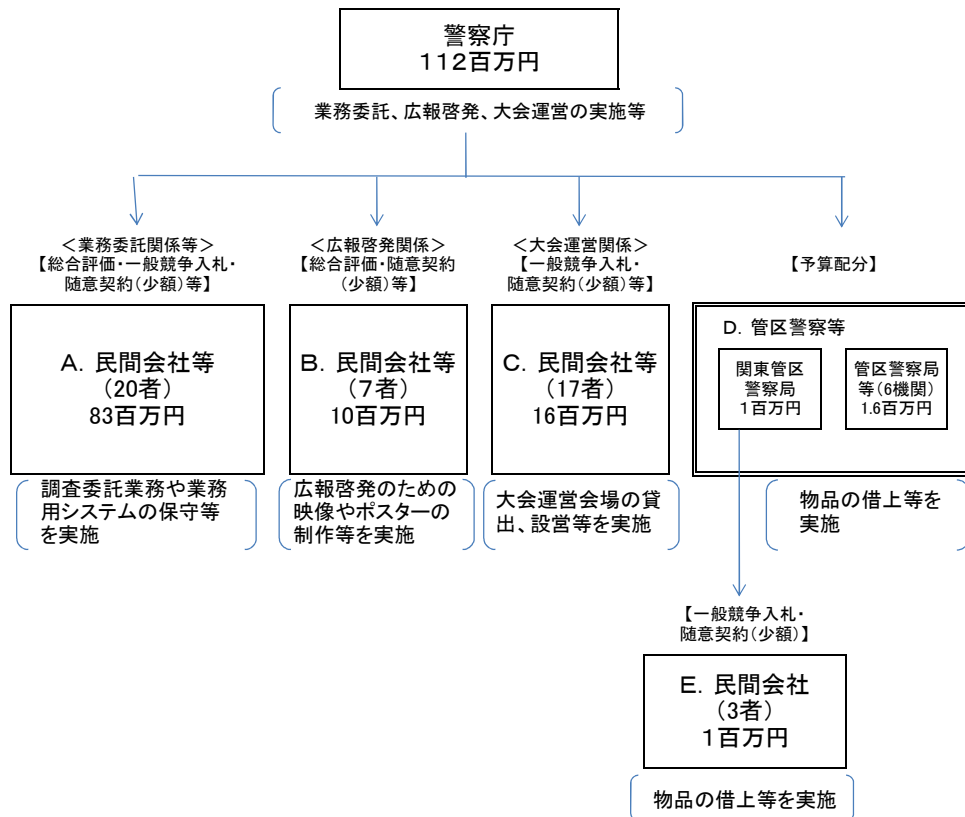 警察庁
112百万円
業務委託、広報啓発、大会運営の実施等
＜業務委託関係等＞
【総合評価・一般競争入札・
随意契約（少額）等】
＜広報啓発関係＞
【総合評価・随意契約
（少額）等】
＜大会運営関係＞
【一般競争入札・
随意契約（少額）等】
【予算配分】
A．民間会社等
（20者）
83百万円
B．民間会社等
（7者）
10百万円
C．民間会社等
（17者）
16百万円
D．管区警察等
関東管区
警察局
1百万円
管区警察局
等（6機関）
1.6百万円
調査委託業務や業務
用システムの保守等
を実施
広報啓発のための
映像やポスターの
制作等を実施
大会運営会場の貸
出、設営等を実施
物品の借上等を
実施
【一般競争入札・
随意契約（少額）】
E．民間会社
（3者）
1百万円
物品の借上等を実施